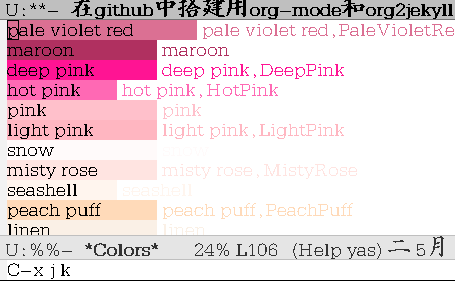 U:**- 在github中搭建用org-mode和org2jekyll
pale violet red pale violet red,PaleVioletRe
maroon maroon
deep pink deep pink,DeepPink
hot pink hot pink,HotPink
pink pink
light pink light pink,LightPink
snow snow
misty rose misty rose,MistyRose
seashell seashell
peach puff peach puff,PeachPuff
linen linen
U:%%- *Colors* 24% L106 (Help yas) 二 5月
C-x j k